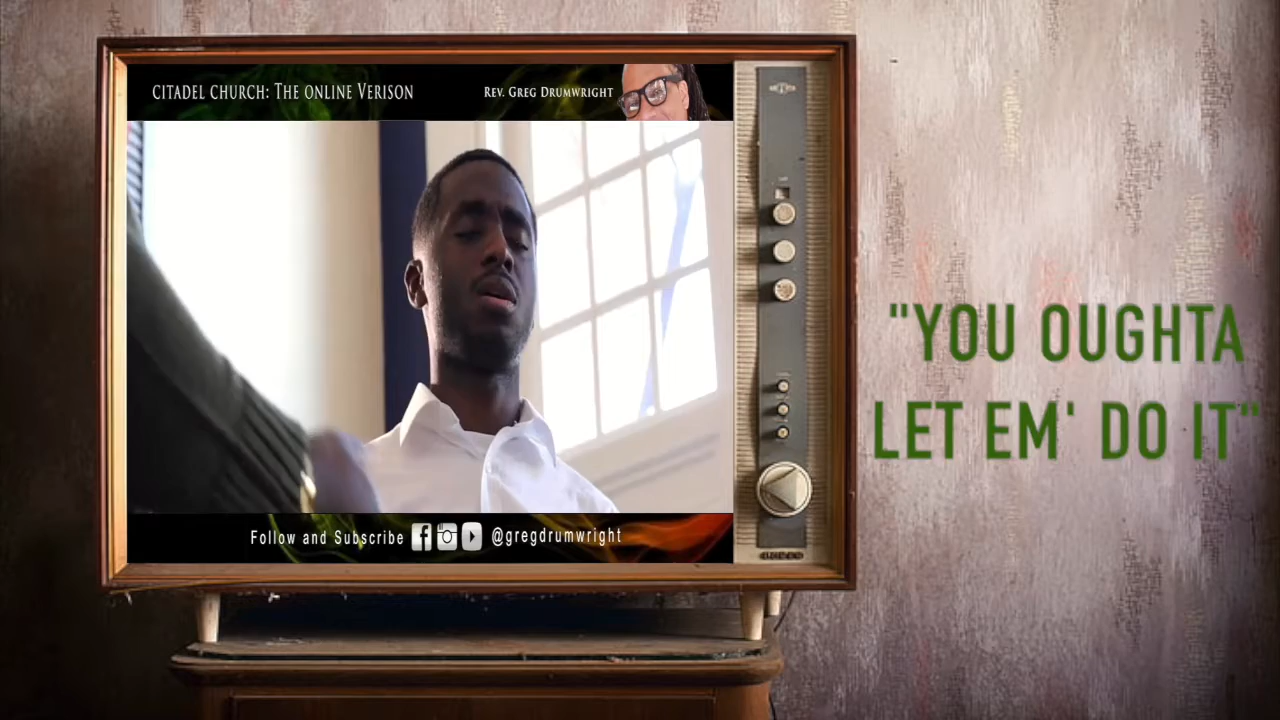 CITADEL CHURCH: THE ONLINE VERISON
REV. GREG DRUMWRIGHT
"YOU OUGHTA
LET EM' DO IT"
Follow and Subscribe @gregdrumwright